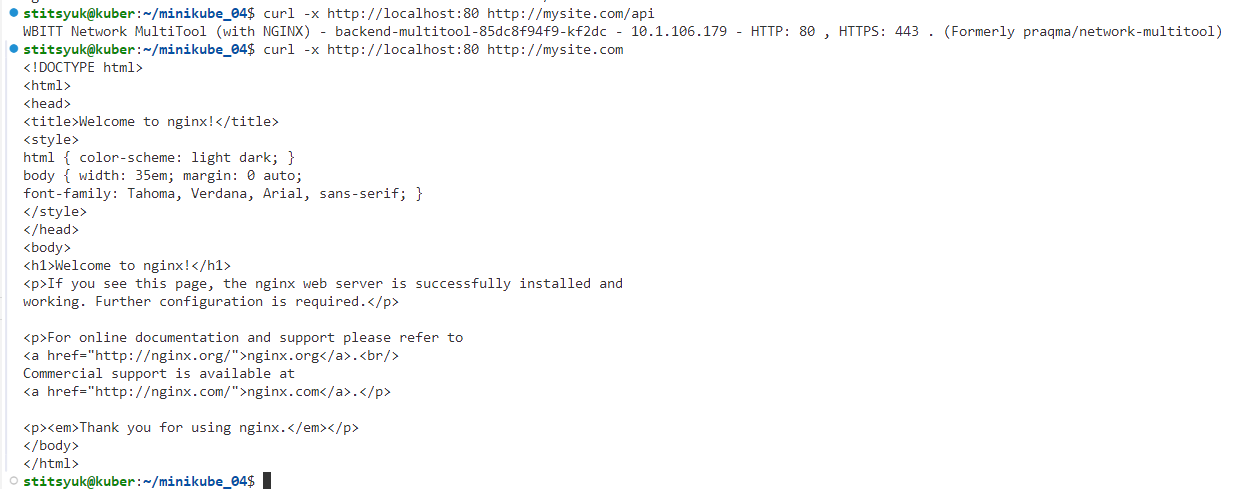 stitsyuk@kuber:~/minikube_04$ curl -x http://localhost:80 http://mysite.com/api
WBITT Network MultiTool (with NGINX) - backend-multitool-85dc8f94f9-kf2dc - 10.1.106.179 - HTTP: 80 , HTTPS: 443 . (Formerly praqma/network-multitool)
stitsyuk@kuber:~/minikube_04$ curl -x http://localhost:80 http://mysite.com
<!DOCTYPE html>
<html>
<head>
<title>Welcome to nginx!</title>
<style>
html { color-scheme: light dark; }
body { width: 35em; margin: 0 auto;
font-family: Tahoma, Verdana, Arial, sans-serif; }
</style>
</head>
<body>
<h1>Welcome to nginx!</h1>
<p>If you see this page, the nginx web server is successfully installed and
working. Further configuration is required.</p>

<p>For online documentation and support please refer to
<a href="http://nginx.org/">nginx.org</a>.<br/>
Commercial support is available at
<a href="http://nginx.com/">nginx.com</a>.</p>

<p><em>Thank you for using nginx.</em></p>
</body>
</html>
stitsyuk@kuber:~/minikube_04$